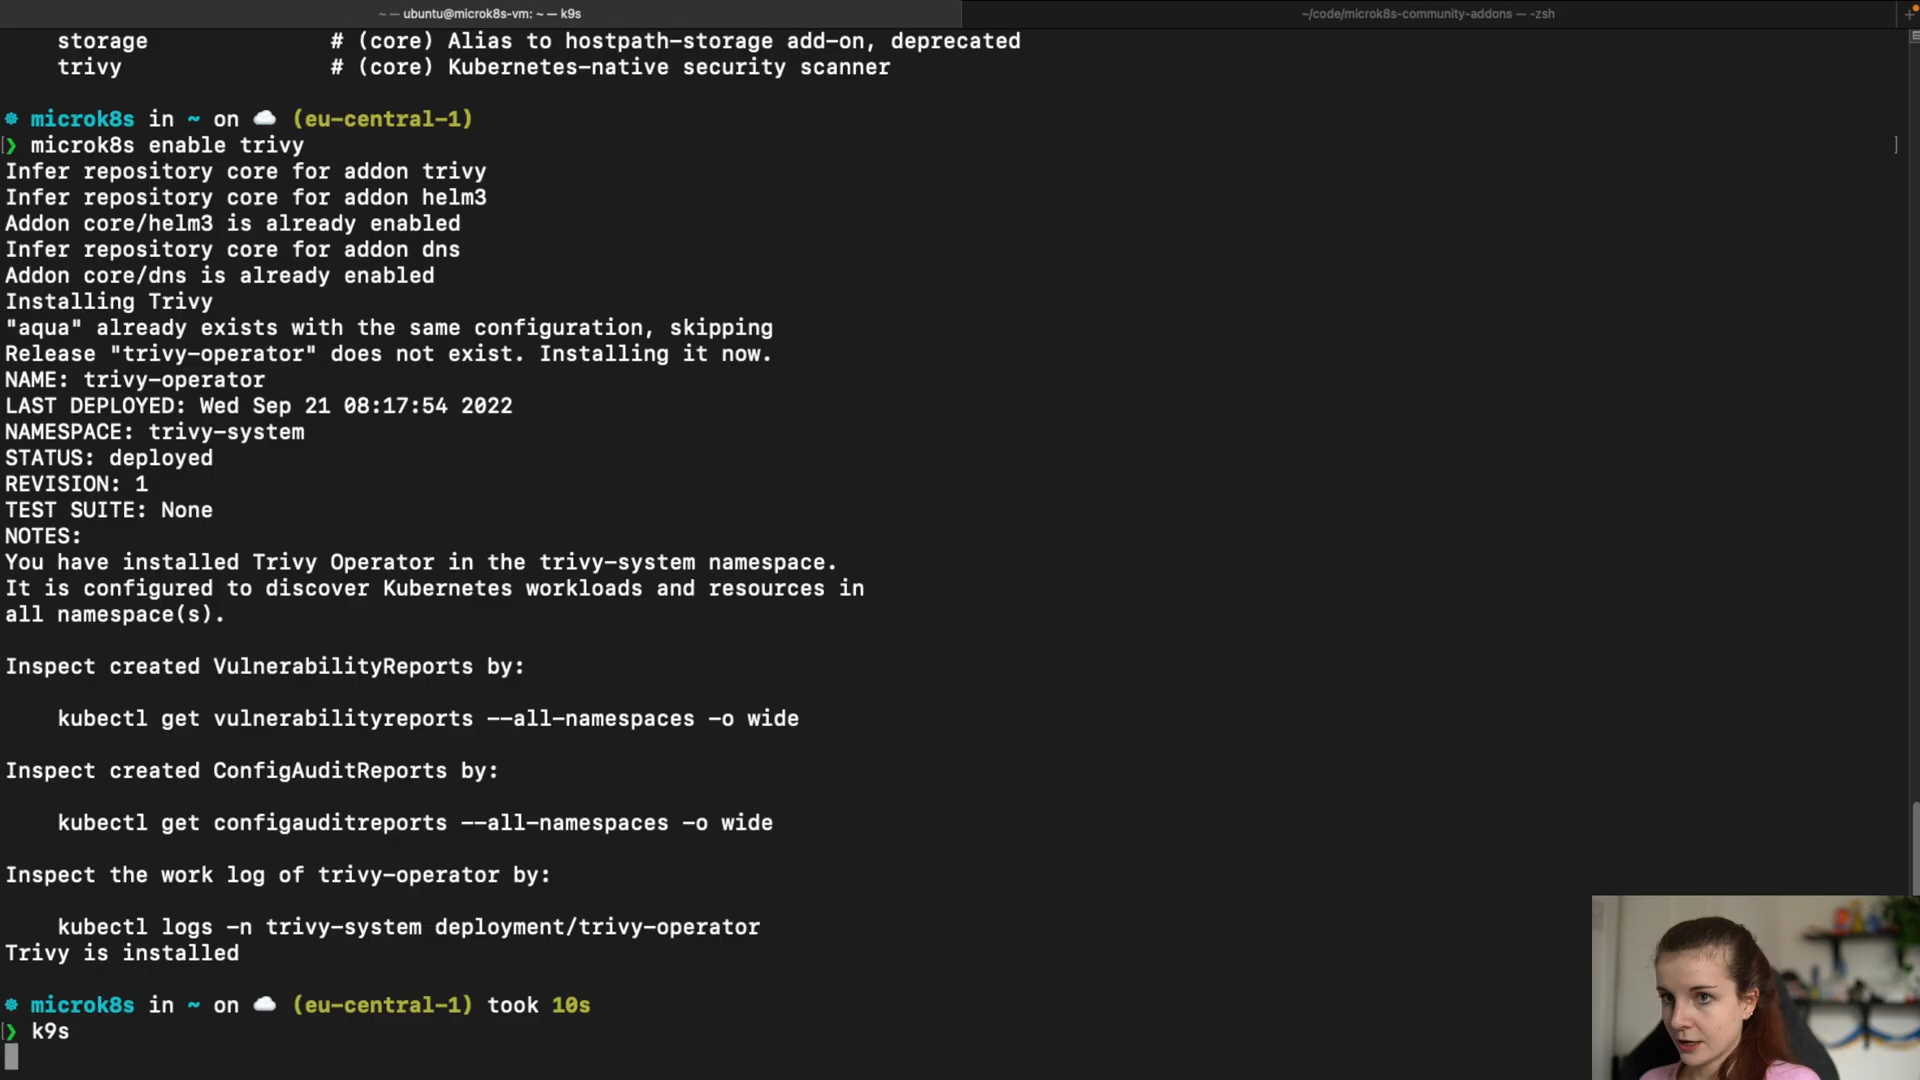 ~ — ubuntu@microk8s-vm: ~ — k9s
~/code/microk8s-community-addons — -zsh
storage # (core) Alias to hostpath-storage add-on, deprecated
trivy # (core) Kubernetes-native security scanner
microk8s in ~ on ☁️ (eu-central-1)
[❯ microk8s enable trivy ]
Infer repository core for addon trivy
Infer repository core for addon helm3
Addon core/helm3 is already enabled
Infer repository core for addon dns
Addon core/dns is already enabled
Installing Trivy
"aqua" already exists with the same configuration, skipping
Release "trivy-operator" does not exist. Installing it now.
NAME: trivy-operator
LAST DEPLOYED: Wed Sep 21 08:17:54 2022
NAMESPACE: trivy-system
STATUS: deployed
REVISION: 1
TEST SUITE: None
NOTES:
You have installed Trivy Operator in the trivy-system namespace.
It is configured to discover Kubernetes workloads and resources in
all namespace(s).
Inspect created VulnerabilityReports by:
kubectl get vulnerabilityreports --all-namespaces -o wide
Inspect created ConfigAuditReports by:
kubectl get configauditreports --all-namespaces -o wide
Inspect the work log of trivy-operator by:
kubectl logs -n trivy-system deployment/trivy-operator
Trivy is installed
microk8s in ~ on ☁️ (eu-central-1) took 10s
[❯ k9s